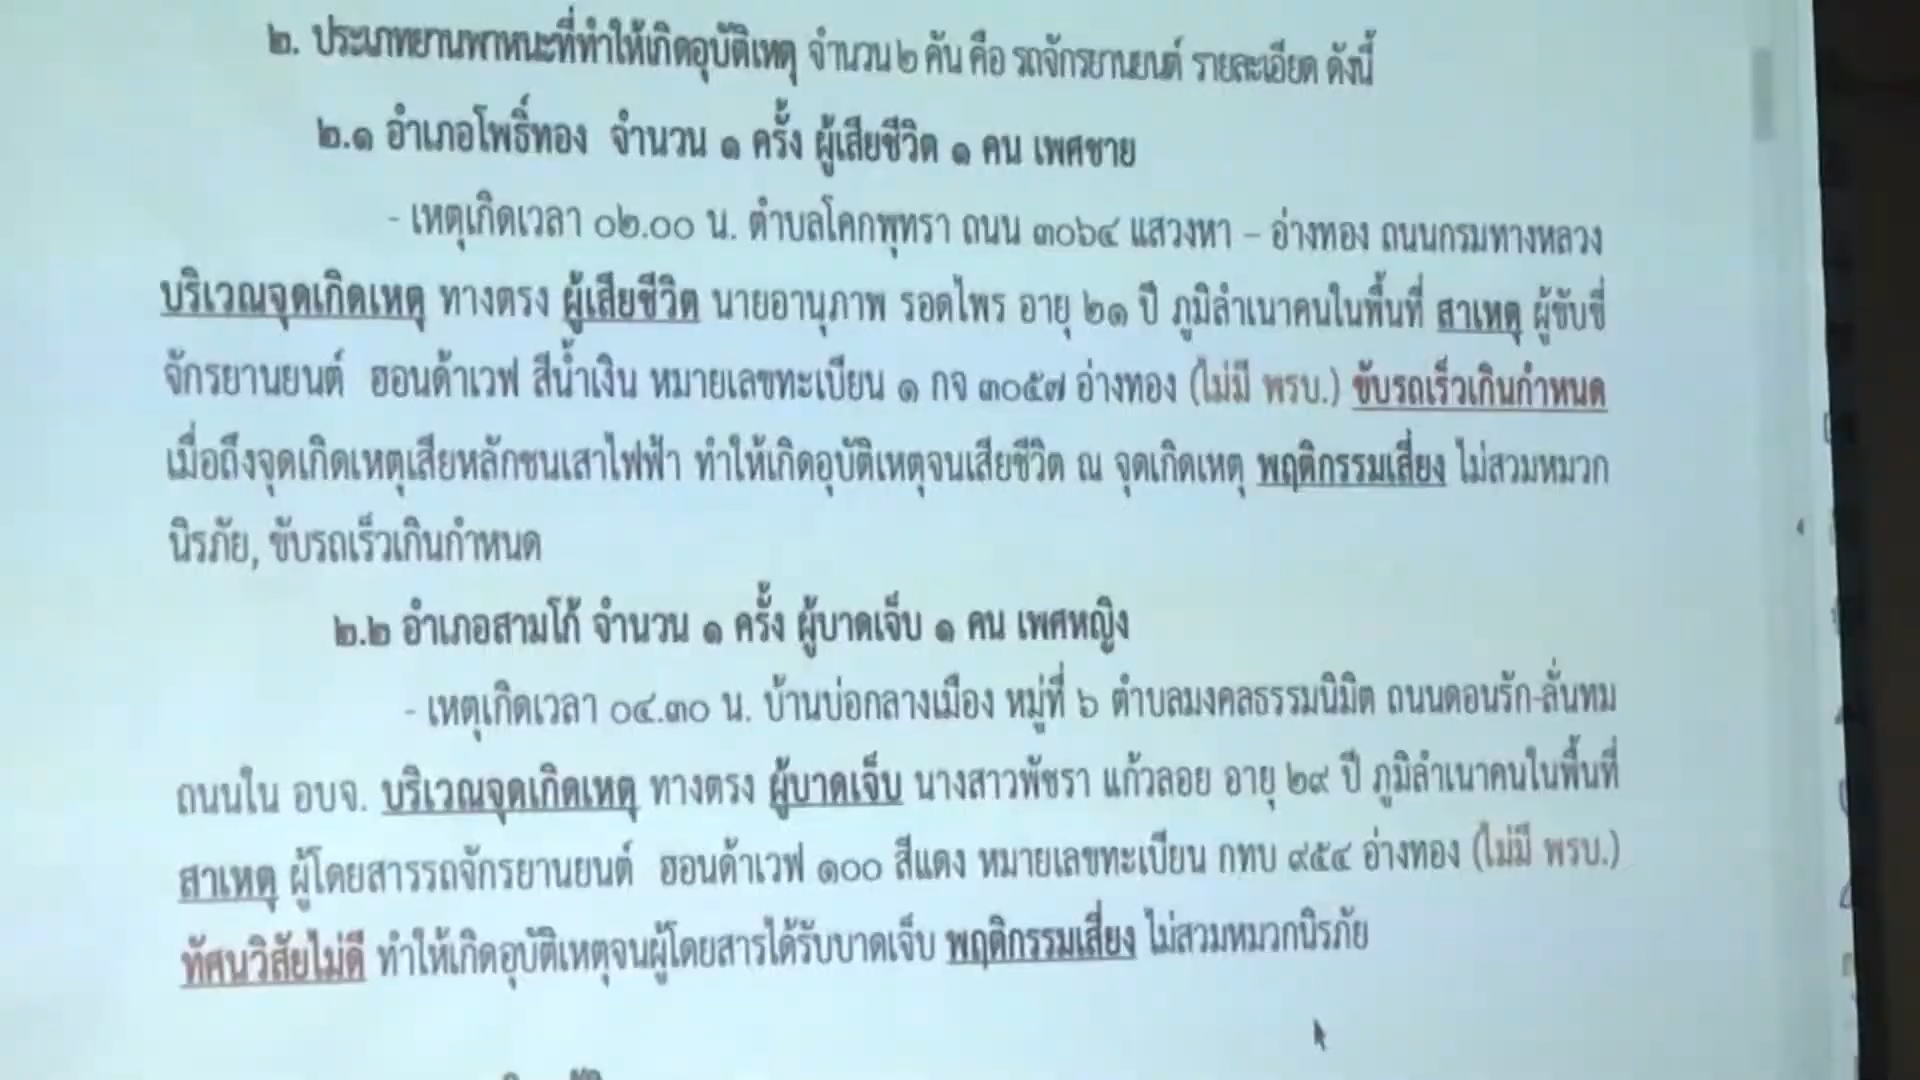 ๒. ประเภทยานพาหนะที่ทำให้เกิดอุบัติเหตุ จำนวน ๒ คัน คือ รถจักรยานยนต์ รายละเอียด ดังนี้
๒.๑ อำเภอโพธิ์ทอง จำนวน ๑ ครั้ง ผู้เสียชีวิต ๑ คน เพศชาย
- เหตุเกิดเวลา ๐๒.๐๐ น. ตำบลโคกพุทรา ถนน ๓๐๖๔ แสวงหา – อ่างทอง ถนนกรมทางหลวง
บริเวณจุดเกิดเหตุ ทางตรง ผู้เสียชีวิต นายอานุภาพ รอดไพร อายุ ๒๑ ปี ภูมิลำเนาคนในพื้นที่ สาเหตุ ผู้ขับขี่
จักรยานยนต์ ฮอนด้าเวฟ สีน้ำเงิน หมายเลขทะเบียน ๑ กจ ๓๐๕๗ อ่างทอง (ไม่มี พรบ.) ขับรถเร็วเกินกำหนด
เมื่อถึงจุดเกิดเหตุเสียหลักชนเสาไฟฟ้า ทำให้เกิดอุบัติเหตุจนเสียชีวิต ณ จุดเกิดเหตุ พฤติกรรมเสี่ยง ไม่สวมหมวก
นิรภัย, ขับรถเร็วเกินกำหนด
๒.๒ อำเภอสามโก้ จำนวน ๑ ครั้ง ผู้บาดเจ็บ ๑ คน เพศหญิง
- เหตุเกิดเวลา ๐๔.๓๐ น. บ้านบ่อกลางเมือง หมู่ที่ ๖ ตำบลมงคลธรรมนิมิต ถนนดอนรัก-ลั่นทม
ถนนใน อบจ. บริเวณจุดเกิดเหตุ ทางตรง ผู้บาดเจ็บ นางสาวพัชรา แก้วลอย อายุ ๒๙ ปี ภูมิลำเนาคนในพื้นที่
สาเหตุ ผู้โดยสารรถจักรยานยนต์ ฮอนด้าเวฟ ๑๐๐ สีแดง หมายเลขทะเบียน กทบ ๙๕๔ อ่างทอง (ไม่มี พรบ.)
ทัศนวิสัยไม่ดี ทำให้เกิดอุบัติเหตุจนผู้โดยสารได้รับบาดเจ็บ พฤติกรรมเสี่ยง ไม่สวมหมวกนิรภัย